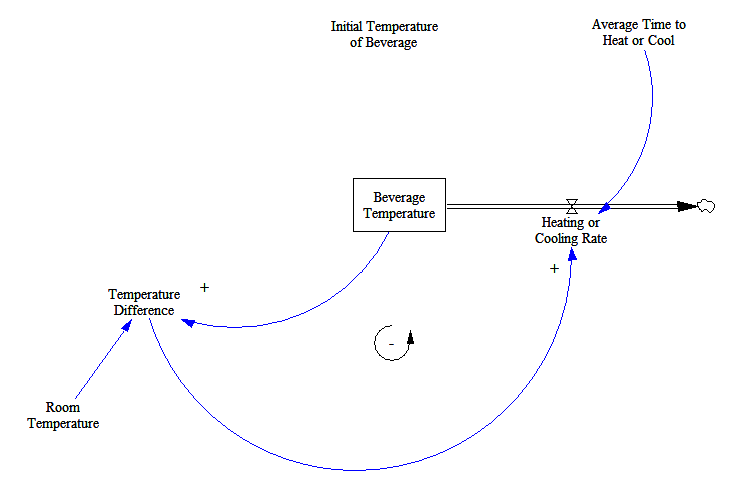 Initial Temperature
of Beverage
Average Time to
Heat or Cool
Beverage
Temperature
Heating or
Cooling Rate
+
+
Temperature
Difference
-
Room
Temperature